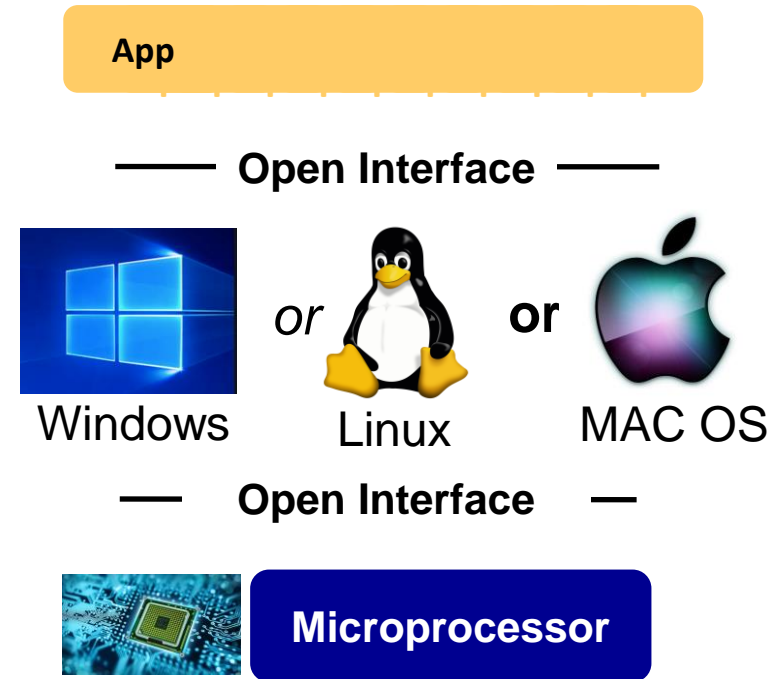 App
Open Interface
or
or
Windows
Linux
MAC OS
Open Interface
Microprocessor